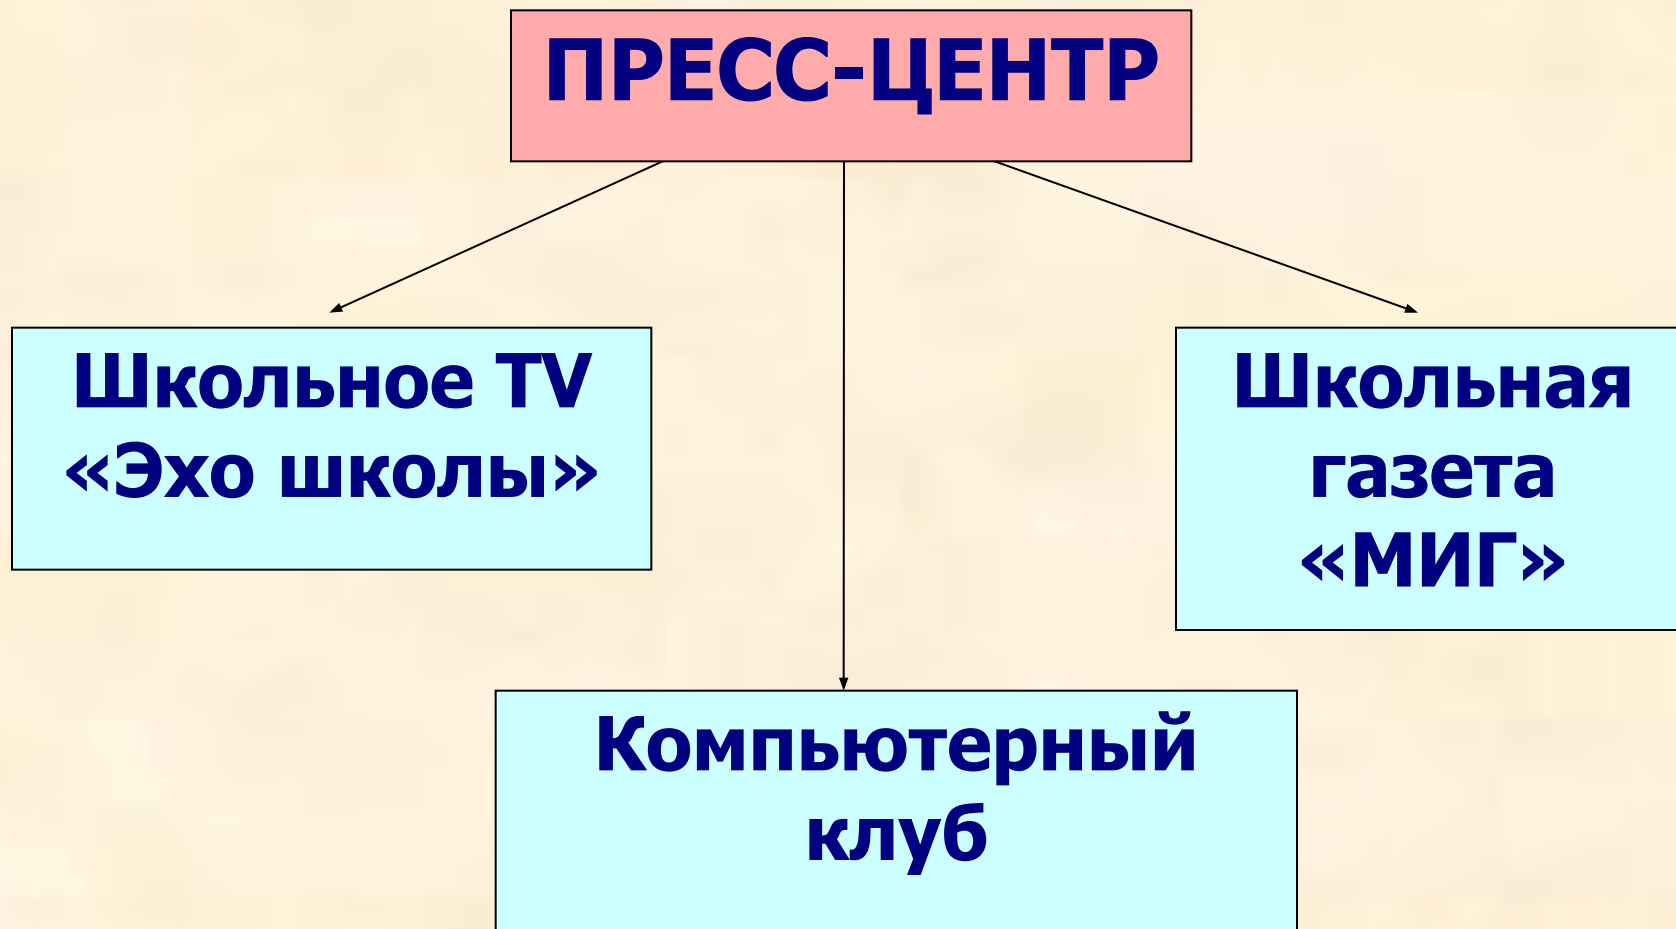 ПРЕСС-ЦЕНТР
Школьное TV
«Эхо школы»
Школьная
газета
«МИГ»
Компьютерный
клуб